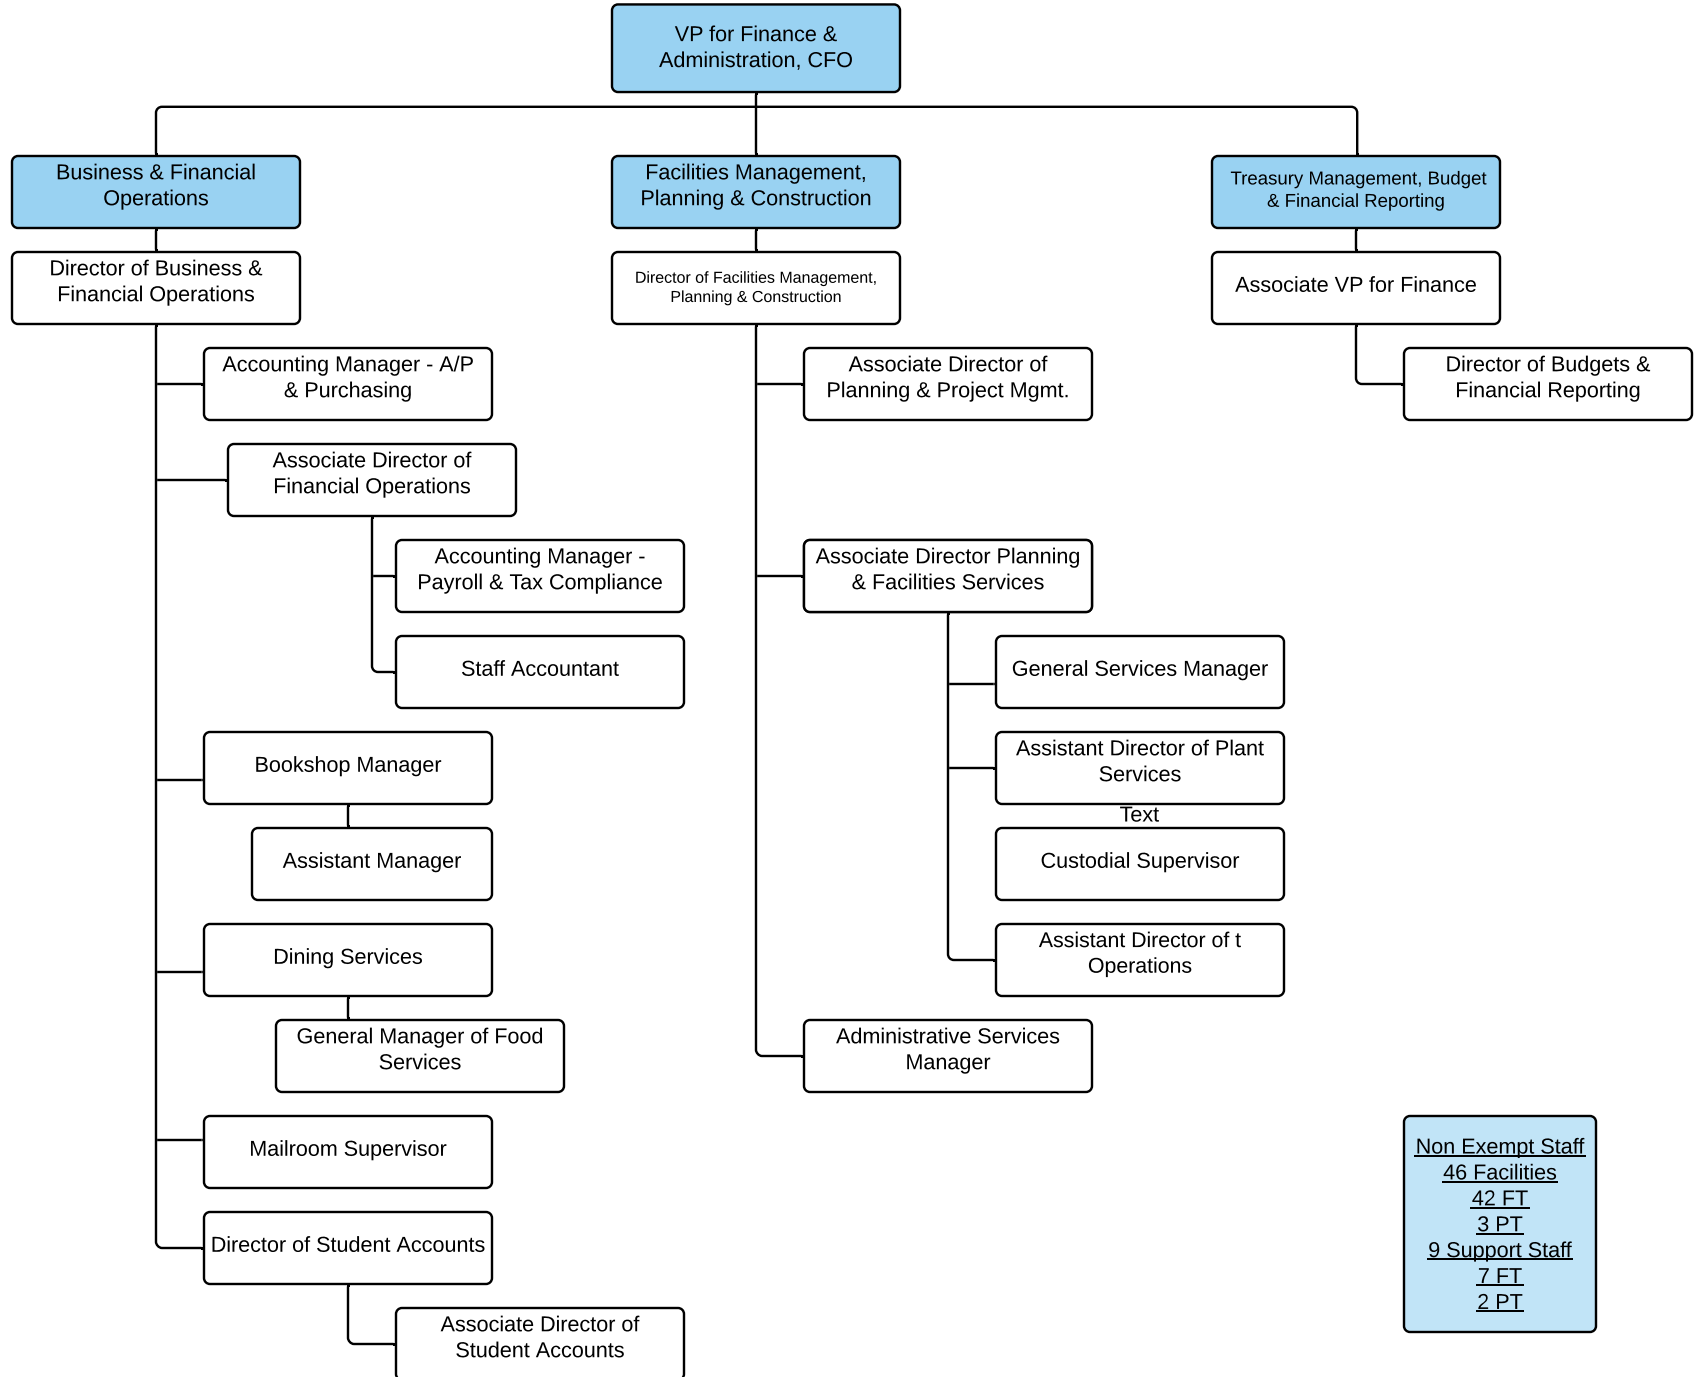 VP for Finance &
Administration, CFO
Business & Financial
Operations
Facilities Management,
Planning & Construction
Treasury Management, Budget
& Financial Reporting
Director of Business &
Financial Operations
Director of Facilities Management,
Planning & Construction
Associate VP for Finance
Accounting Manager - A/P
& Purchasing
Associate Director of
Planning & Project Mgmt.
Director of Budgets &
Financial Reporting
Associate Director of
Financial Operations
Accounting Manager -
Payroll & Tax Compliance
Associate Director Planning
& Facilities Services
Staff Accountant
General Services Manager
Bookshop Manager
Assistant Director of Plant
Services
Text
Assistant Manager
Custodial Supervisor
Dining Services
Assistant Director of t
Operations
General Manager of Food
Services
Administrative Services
Manager
Mailroom Supervisor
Non Exempt Staff
46 Facilities
42 FT
3 PT
9 Support Staff
7 FT
2 PT
Director of Student Accounts
Associate Director of
Student Accounts